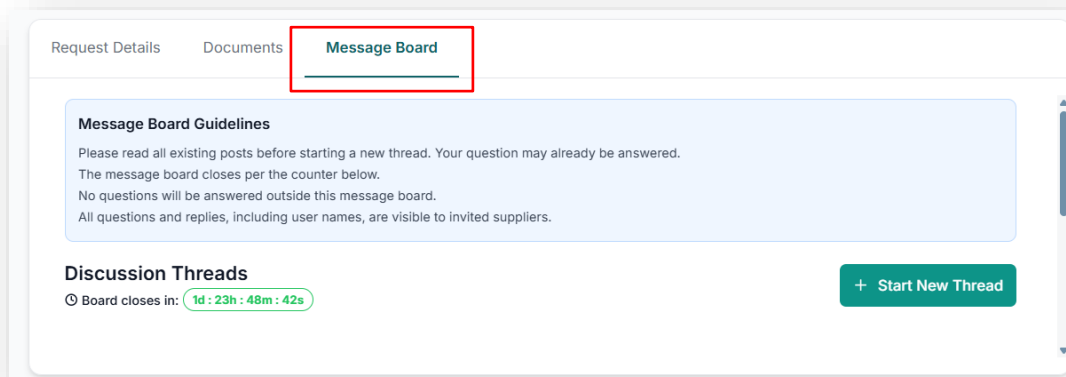 Request Details Documents Message Board
Message Board Guidelines
Please read all existing posts before starting a new thread. Your question may already be answered.
The message board closes per the counter below.
No questions will be answered outside this message board.
All questions and replies, including user names, are visible to invited suppliers.
Discussion Threads
Board closes in: 1d : 23h : 48m : 42s
+ Start New Thread